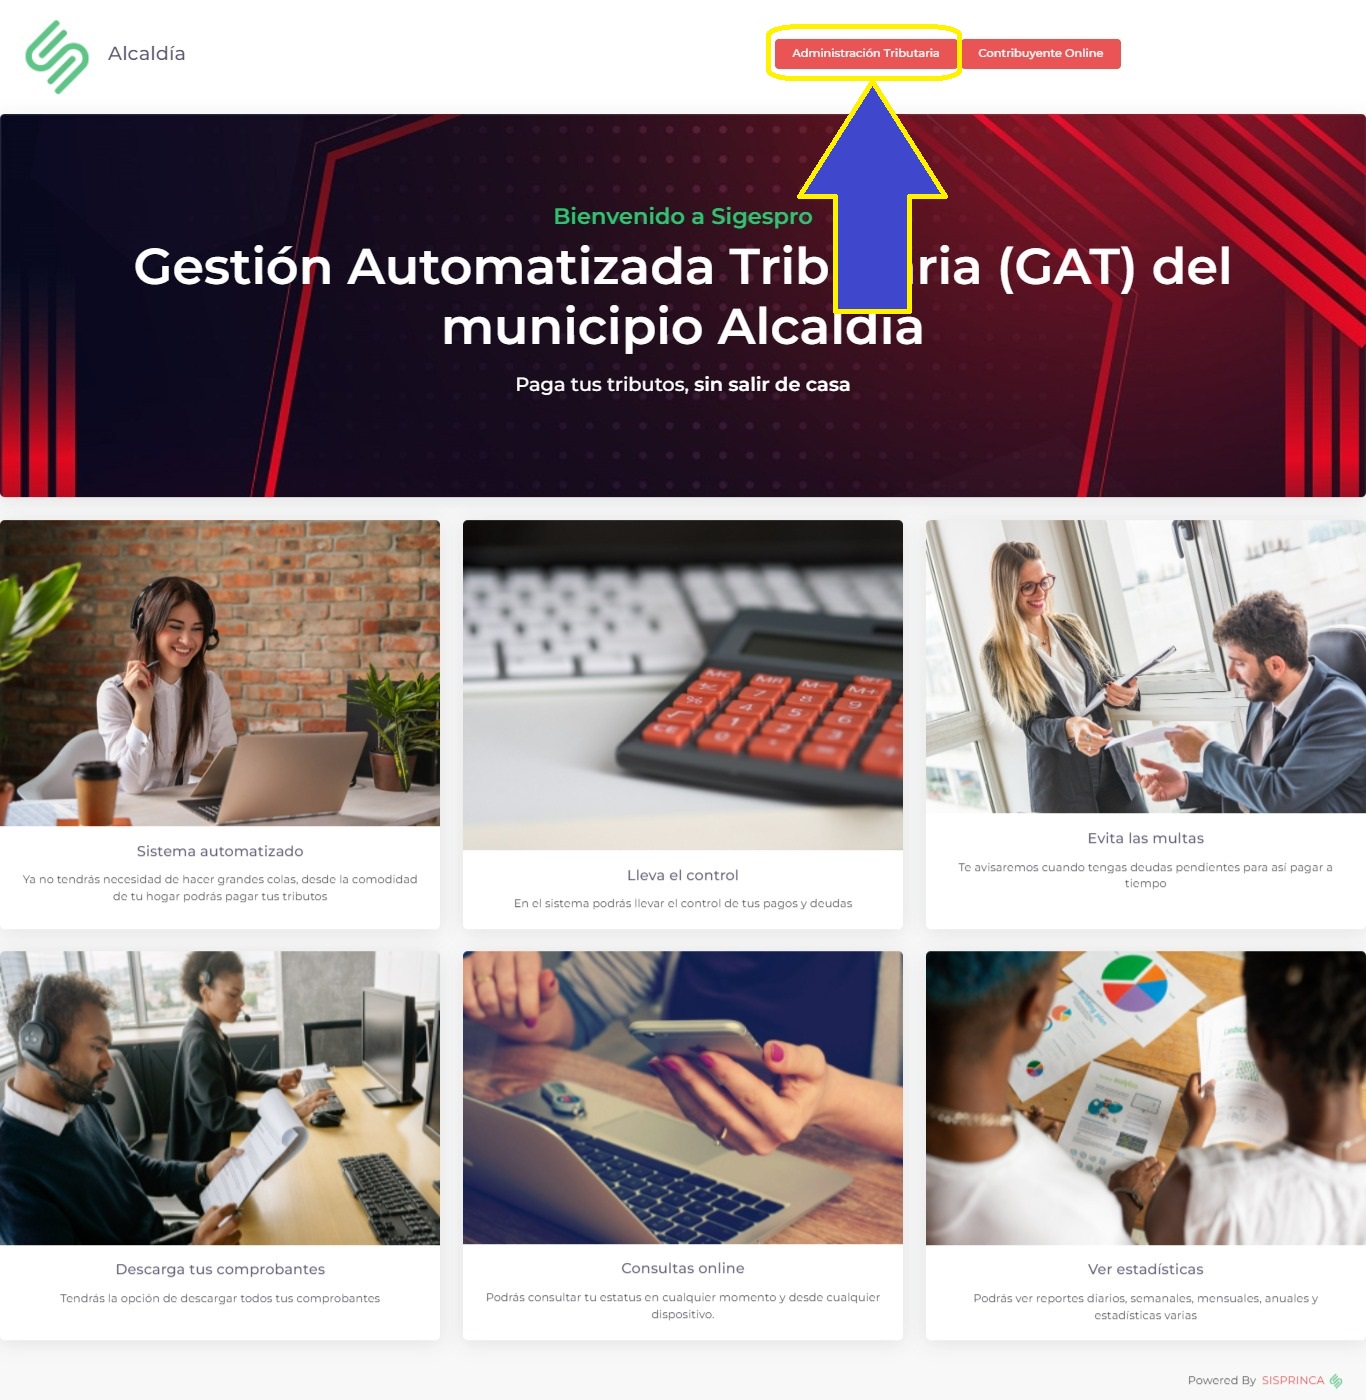 Alcaldía
Administración Tributaria
Contribuyente Online
Bienvenido a Sigespro
Gestión Automatizada Trib ria (GAT) del
municipio Alcaldía
Paga tus tributos, sin salir de casa
Sistema automatizado
Ya no tendrás necesidad de hacer grandes colas, desde la comodidad
de tu hogar podrás pagar tus tributos
Lleva el control
En el sistema podrás llevar el control de tus pagos y deudas
Evita las multas
Te avisaremos cuando tengas deudas pendientes para así pagar a
tiempo
Descarga tus comprobantes
Tendrás la opción de descargar todos tus comprobantes
Consultas online
Podrás consultar tu estatus en cualquier momento y desde cualquier
dispositivo.
Ver estadísticas
Podrás ver reportes diarios, semanales, mensuales, anuales y
estadísticas varias
Powered By SISPRINCA